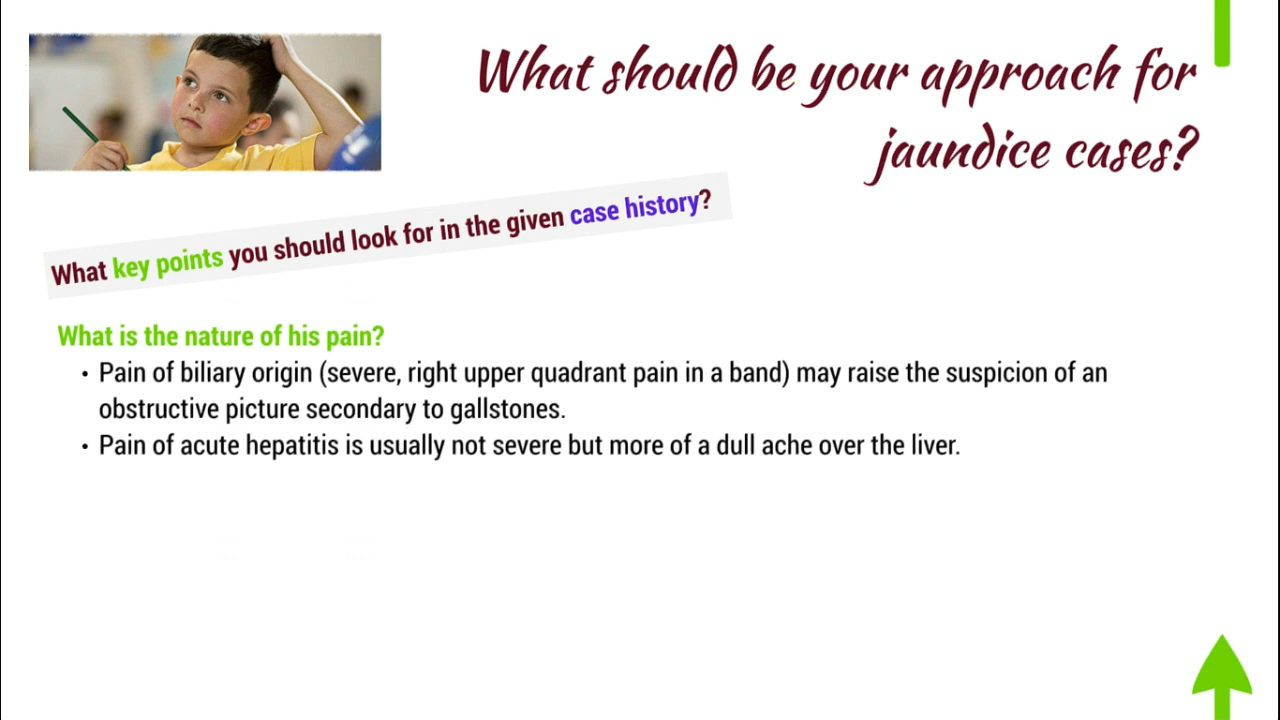 What should be your approach for
jaundice cases?
What key points you should look for in the given case history?
What is the nature of his pain?
• Pain of biliary origin (severe, right upper quadrant pain in a band) may raise the suspicion of an
obstructive picture secondary to gallstones.
• Pain of acute hepatitis is usually not severe but more of a dull ache over the liver.